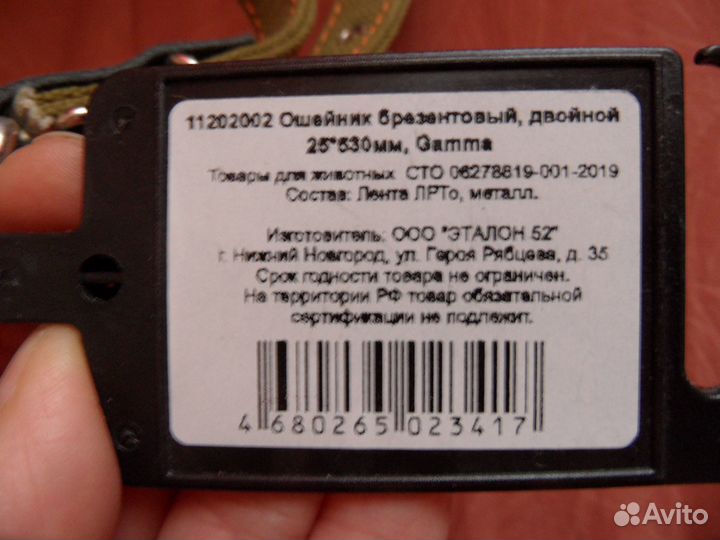 11202002 Ошейник брезентовый, двойной
25*530мм, Gamma
Товары для животных СТО 06278819-001-2019
Состав: Лента ЛРТо, металл.
Изготовитель: ООО "ЭТАЛОН 52"
г. Нижний Новгород, ул. Героя Рябцева, д. 35
Срок годности товара не ограничен.
На территории РФ товар обязательной
сертификации не подлежит.
4 680265 023417
Avito